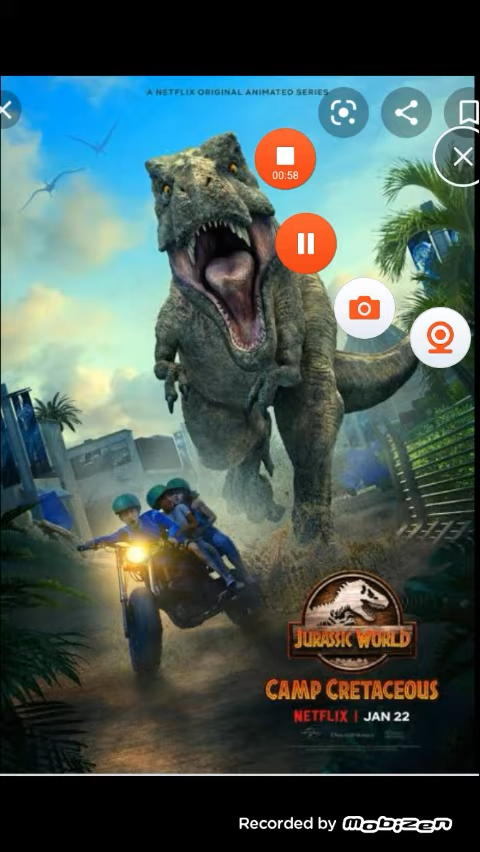 A NETFLIX ORIGINAL ANIMATED SERIES
00:58
JURASSIC WORLD
CAMP CRETACEOUS
NETFLIX | JAN 22
Recorded by mobizen